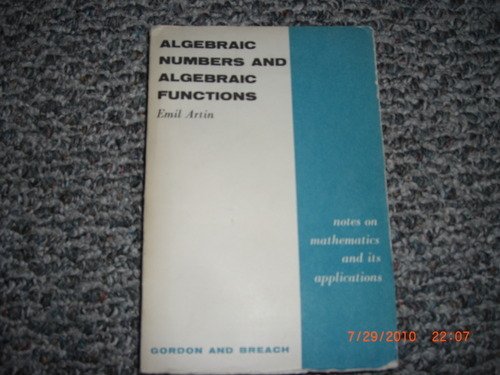 ALGEBRAIC
NUMBERS AND
ALGEBRAIC
FUNCTIONS
Emil Artin
notes on
mathematics
and its
applications
GORDON AND BREACH
7/29/2010 22:07